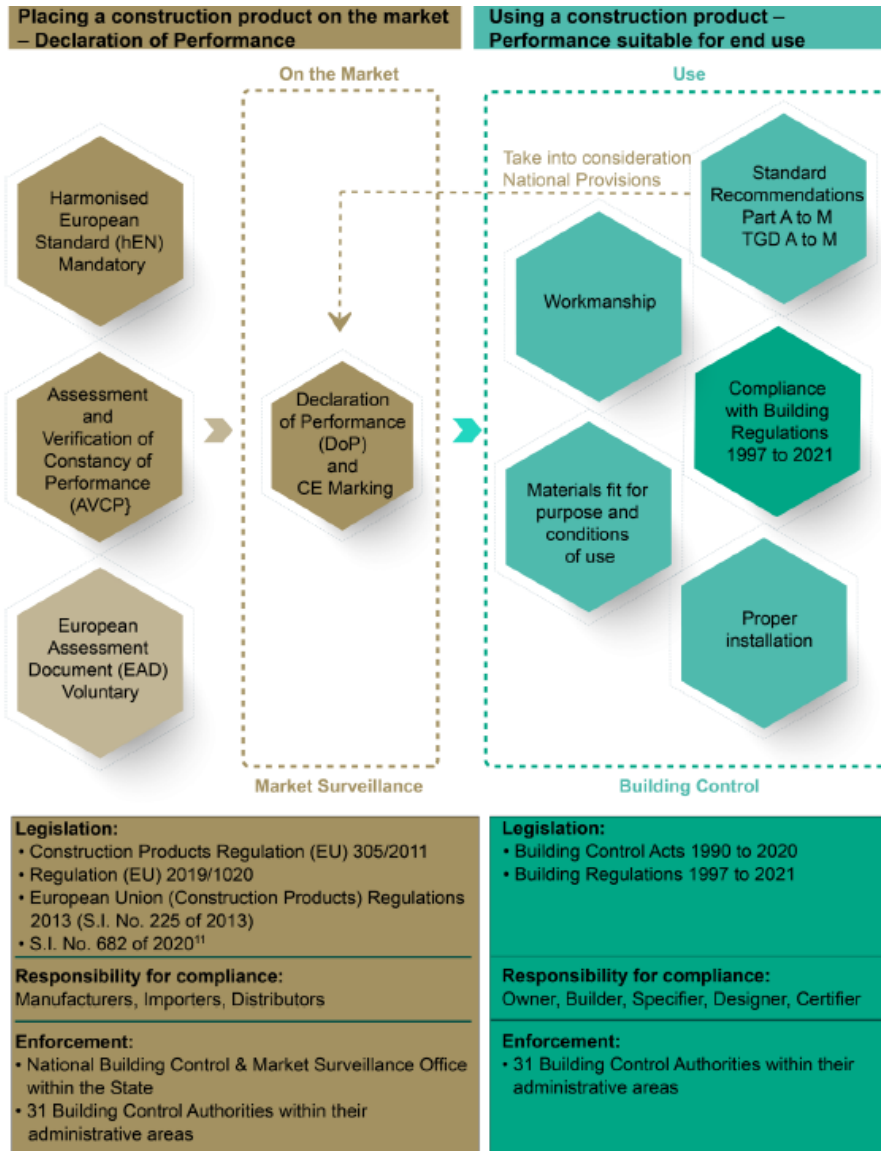 Placing a construction product on the market
– Declaration of Performance
Using a construction product –
Performance suitable for end use
On the Market
Use
Harmonised
European
Standard (hEN)
Mandatory
Take into consideration
National Provisions
Standard
Recommendations
Part A to M
TGD A to M
Workmanship
Assessment
and
Verification of
Constancy of
Performance
(AVCP}
Declaration
of Performance
(DoP)
and
CE Marking
Compliance
with Building
Regulations
1997 to 2021
Materials fit for
purpose and
conditions
of use
European
Assessment
Document (EAD)
Voluntary
Proper
installation
Market Surveillance
Building Control
Legislation:
• Construction Products Regulation (EU) 305/2011
• Regulation (EU) 2019/1020
• European Union (Construction Products) Regulations
2013 (S.I. No. 225 of 2013)
• S.I. No. 682 of 2020¹¹
Responsibility for compliance:
Manufacturers, Importers, Distributors
Enforcement:
• National Building Control & Market Surveillance Office
within the State
• 31 Building Control Authorities within their
administrative areas
Legislation:
• Building Control Acts 1990 to 2020
• Building Regulations 1997 to 2021
Responsibility for compliance:
Owner, Builder, Specifier, Designer, Certifier
Enforcement:
• 31 Building Control Authorities within their
administrative areas